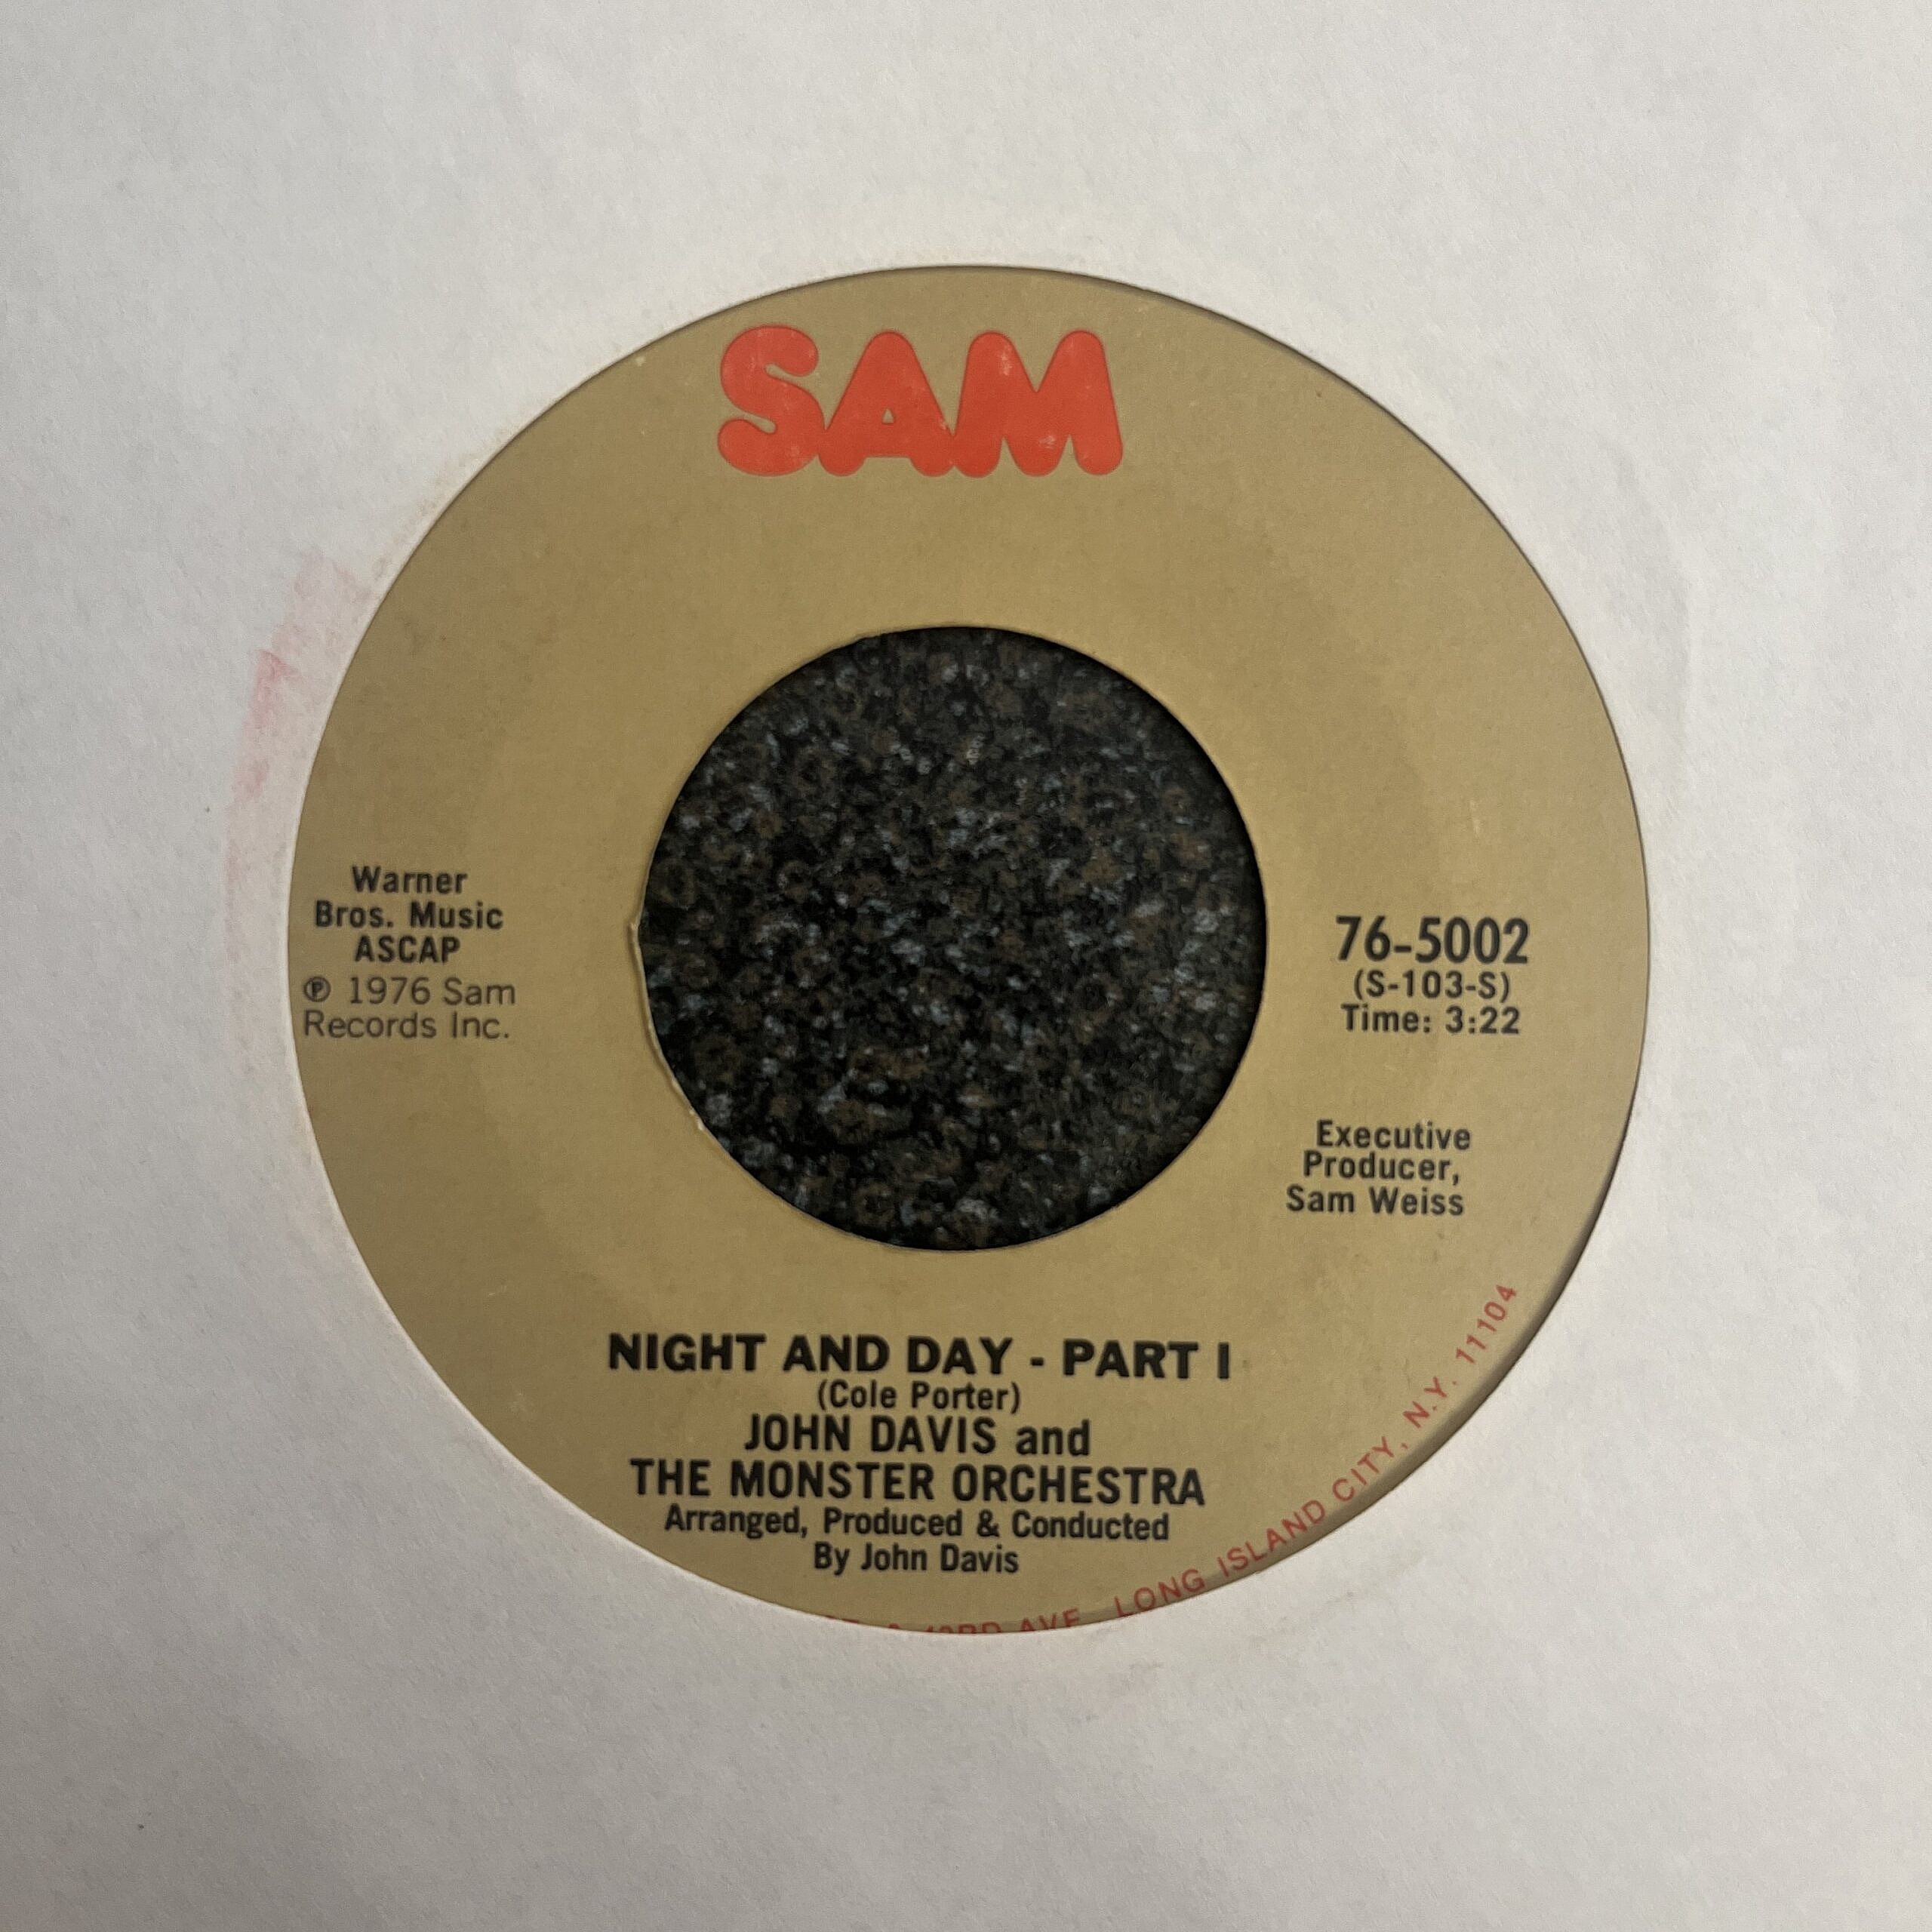 SAM
Warner
Bros. Music
ASCAP
℗ 1976 Sam
Records Inc.
76-5002
(S-103-S)
Time: 3:22
Executive
Producer,
Sam Weiss
NIGHT AND DAY - PART I
(Cole Porter)
JOHN DAVIS and
THE MONSTER ORCHESTRA
Arranged, Produced & Conducted
By John Davis
AVE. LONG ISLAND CITY, N.Y. 11104